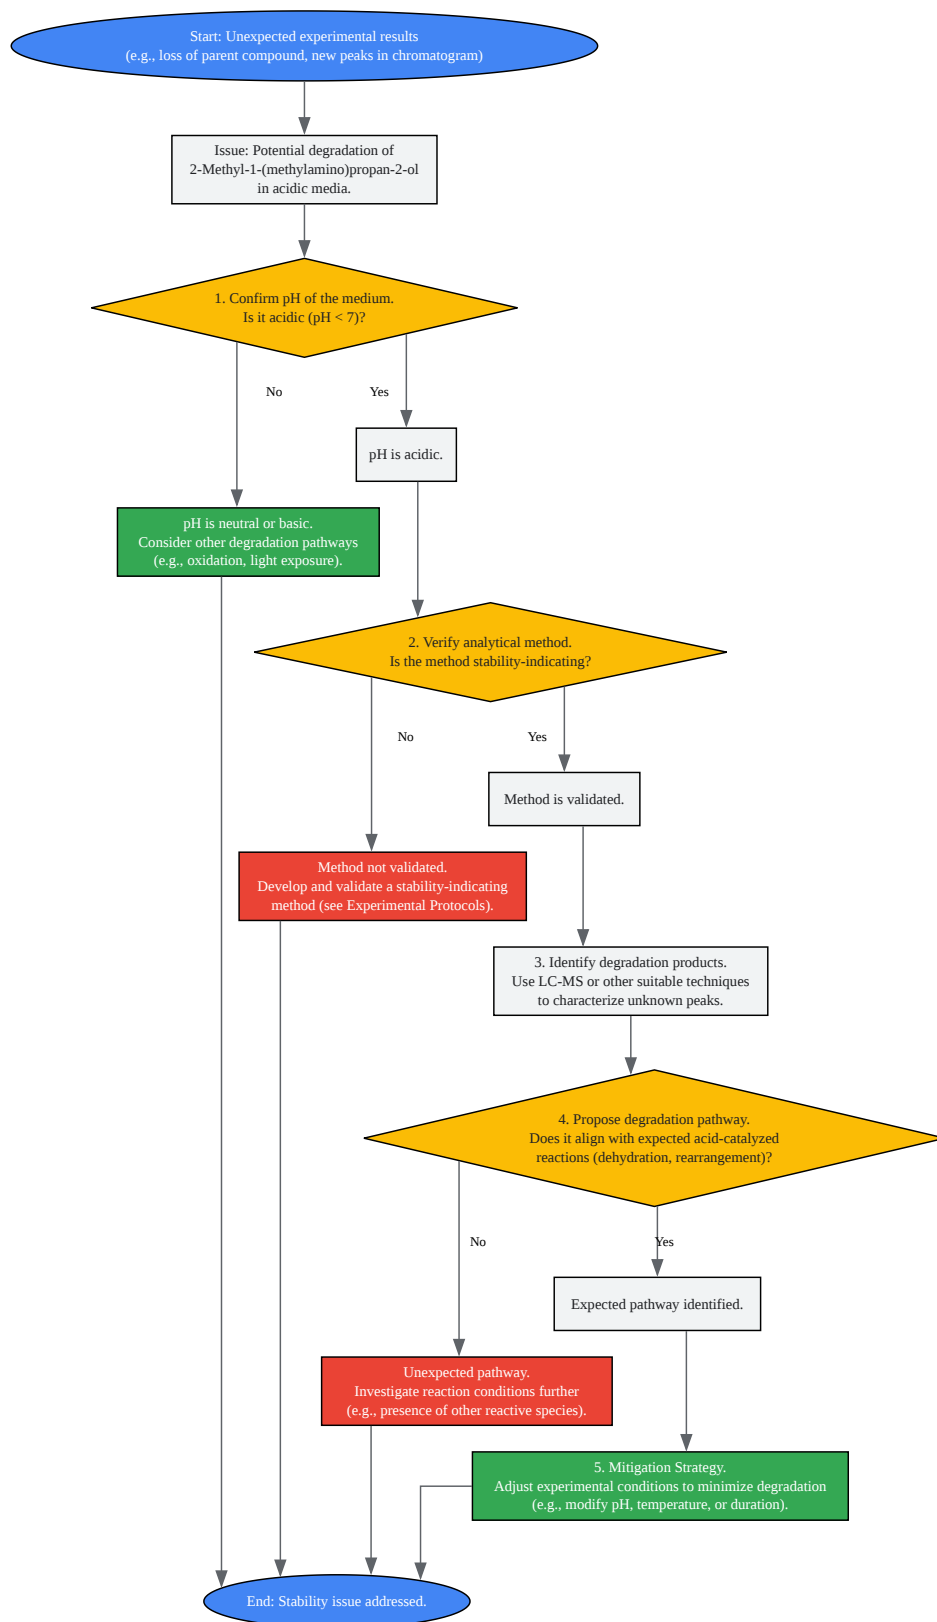 Start: Unexpected experimental results
(e.g., loss of parent compound, new peaks in chromatogram)
Issue: Potential degradation of
2-Methyl-1-(methylamino)propan-2-ol
in acidic media.
1. Confirm pH of the medium.
Is it acidic (pH < 7)?
No
Yes
pH is acidic.
pH is neutral or basic.
Consider other degradation pathways
(e.g., oxidation, light exposure).
2. Verify analytical method.
Is the method stability-indicating?
No
Yes
Method is validated.
Method not validated.
Develop and validate a stability-indicating
method (see Experimental Protocols).
3. Identify degradation products.
Use LC-MS or other suitable techniques
to characterize unknown peaks.
4. Propose degradation pathway.
Does it align with expected acid-catalyzed
reactions (dehydration, rearrangement)?
No
Yes
Expected pathway identified.
Unexpected pathway.
Investigate reaction conditions further
(e.g., presence of other reactive species).
5. Mitigation Strategy.
Adjust experimental conditions to minimize degradation
(e.g., modify pH, temperature, or duration).
End: Stability issue addressed.